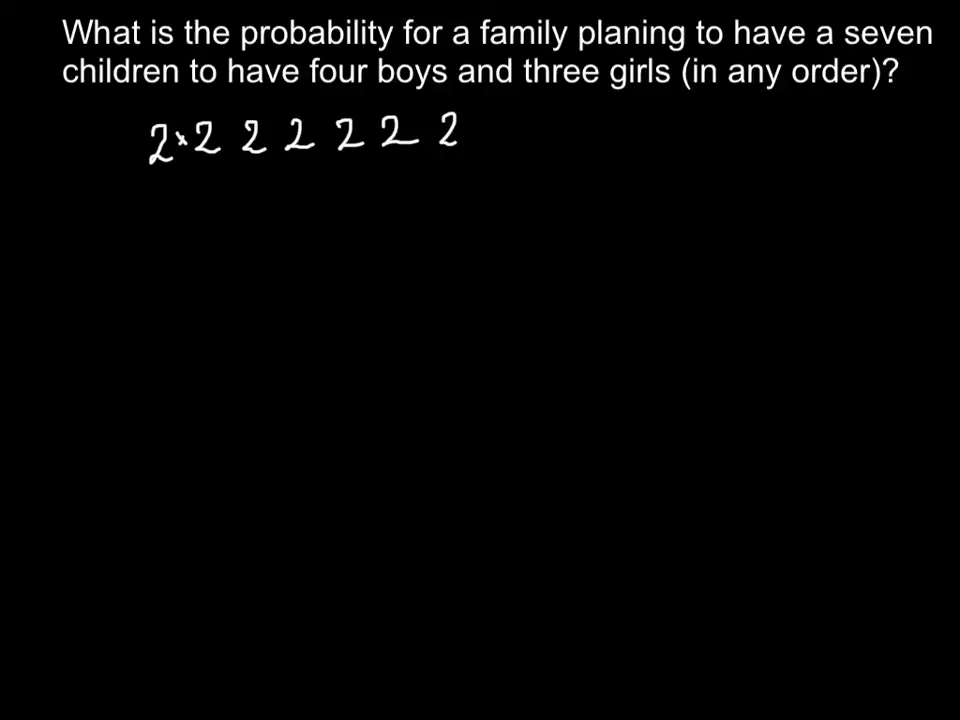 What is the probability for a family planing to have a seven
children to have four boys and three girls (in any order)?
2×2 2 2 2 2 2